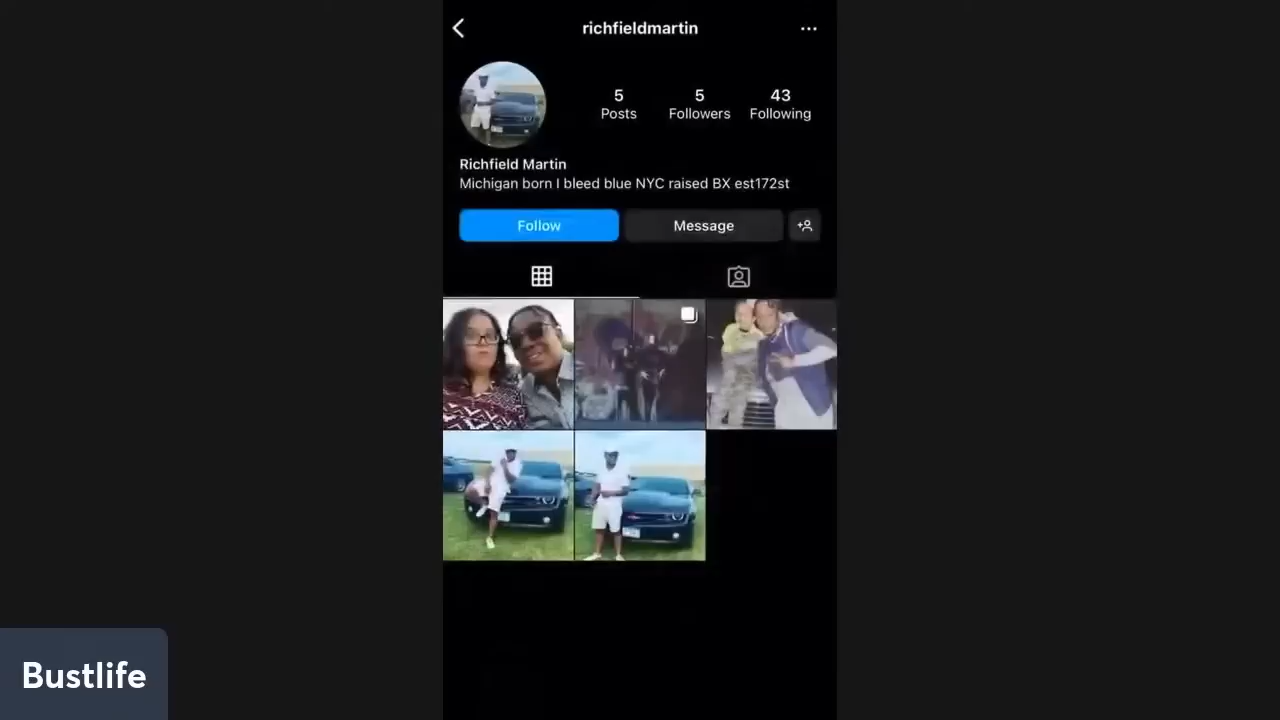 richfieldmartin
5 5 43
Posts Followers Following
Richfield Martin
Michigan born I bleed blue NYC raised BX est172st
Follow Message
Bustlife